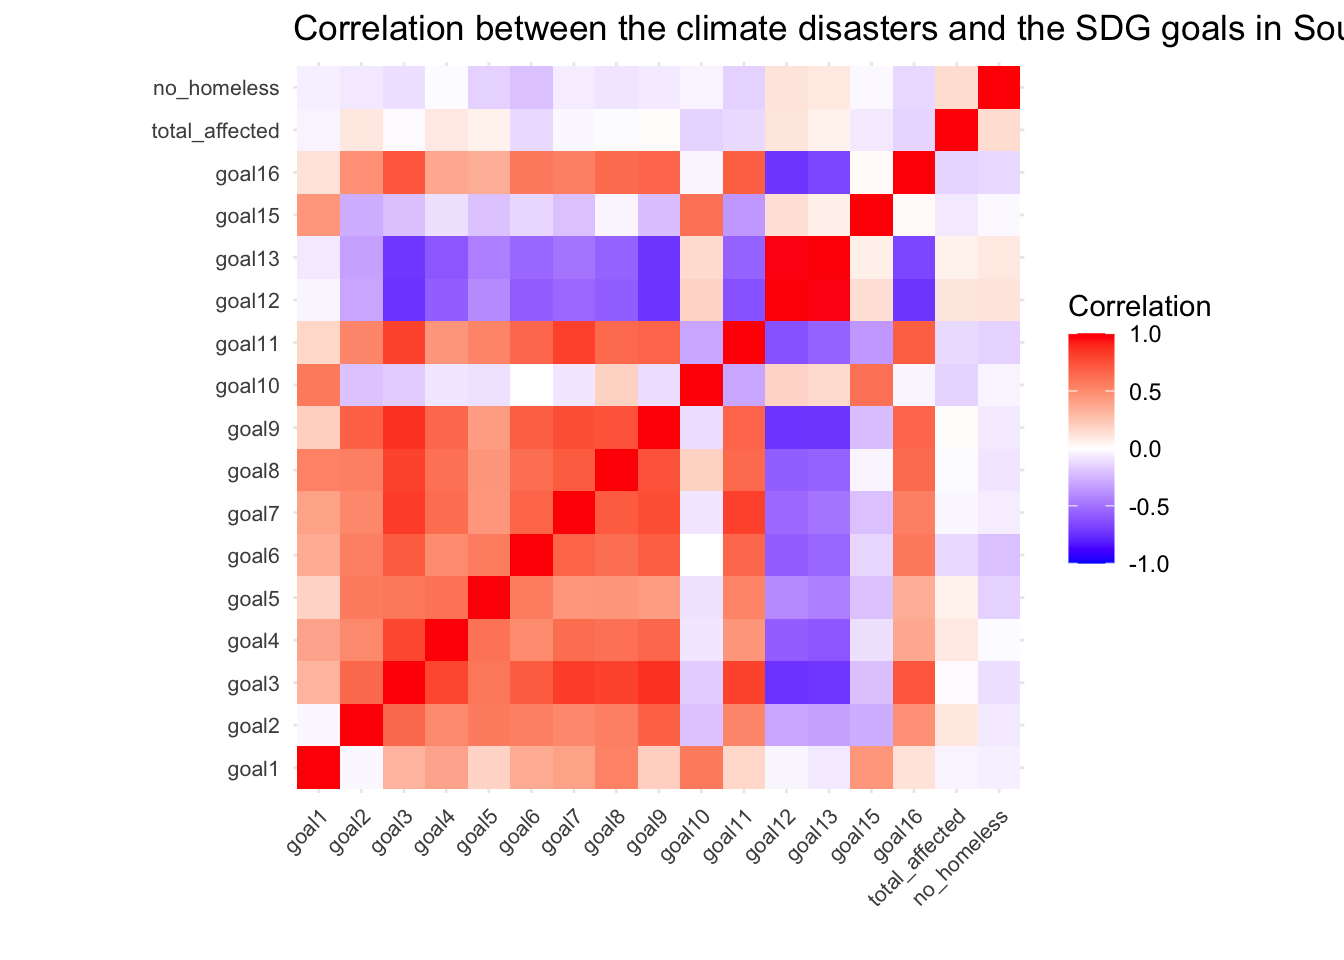 Correlation between the climate disasters and the SDG goals in Sou
no_homeless
total_affected
goal16
goal15
goal13
goal12
goal11
goal10
goal9
goal8
goal7
goal6
goal5
goal4
goal3
goal2
goal1
goal1
goal2
goal3
goal4
goal5
goal6
goal7
goal8
goal9
goal10
goal11
goal12
goal13
goal15
goal16
total_affected
no_homeless
Correlation
1.0
0.5
0.0
-0.5
-1.0